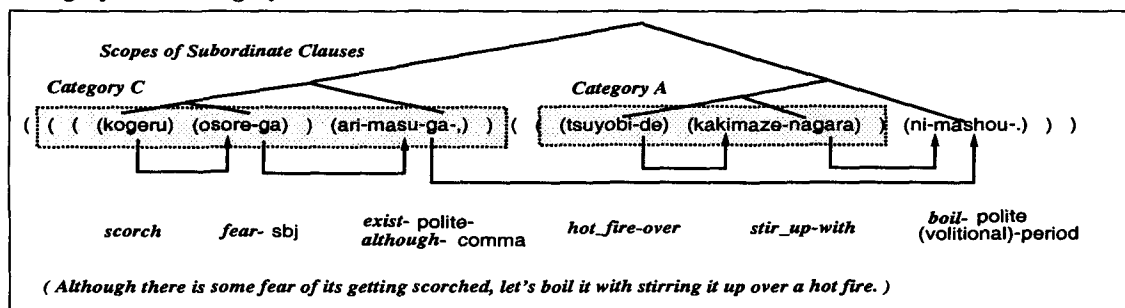 Scopes of Subordinate Clauses
Category C
Category A
( ( ( ( (kogeru) (osore-ga) ) (ari-masu-ga-,) ) ( ( (tsuyobi-de) (kakimaze-nagara) ) (ni-mashou-.) ) )
scorch fear- sbj exist- polite- although- comma hot_fire-over stir_up-with boil- polite (volitional)-period
( Although there is some fear of its getting scorched, let's boil it with stirring it up over a hot fire. )